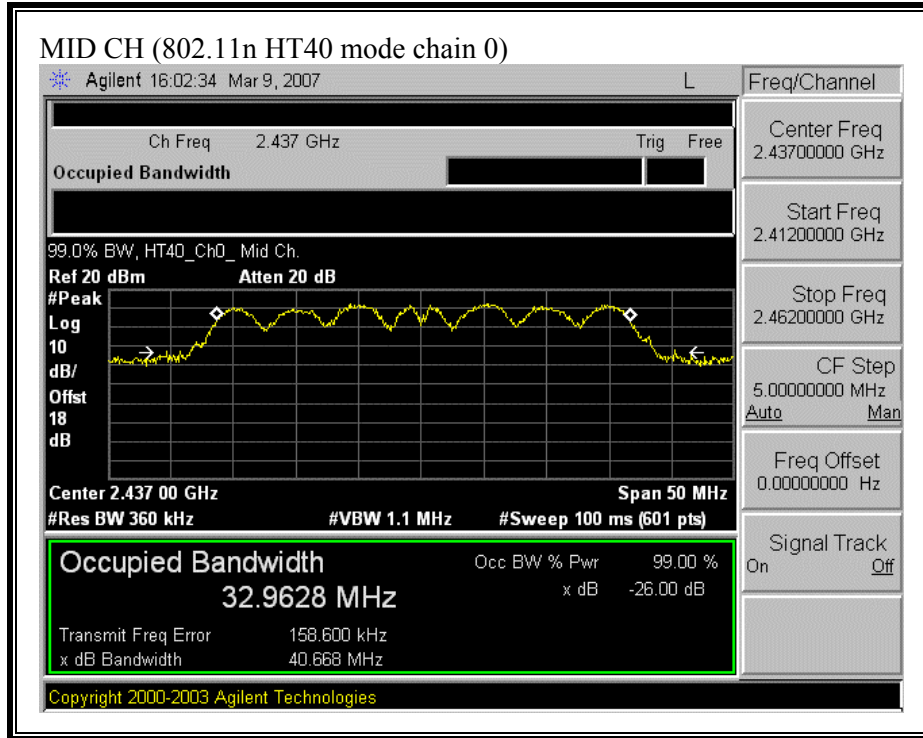 MID CH (802.11n HT40 mode chain 0)
Agilent 16:02:34 Mar 9, 2007 L
Freq/Channel
Ch Freq 2.437 GHz Trig Free
Occupied Bandwidth
Center Freq
2.43700000 GHz
Start Freq
2.41200000 GHz
Stop Freq
2.46200000 GHz
CF Step
5.00000000 MHz
Auto Man
Freq Offset
0.00000000 Hz
Signal Track
On Off
99.0% BW, HT40_Ch0_ Mid Ch.
Ref 20 dBm Atten 20 dB
#Peak
Log
10
dB/
Offst
18
dB
Center 2.437 00 GHz Span 50 MHz
#Res BW 360 kHz #VBW 1.1 MHz #Sweep 100 ms (601 pts)
Occupied Bandwidth Occ BW % Pwr 99.00 %
32.9628 MHz x dB -26.00 dB
Transmit Freq Error 158.600 kHz
x dB Bandwidth 40.668 MHz
Copyright 2000-2003 Agilent Technologies